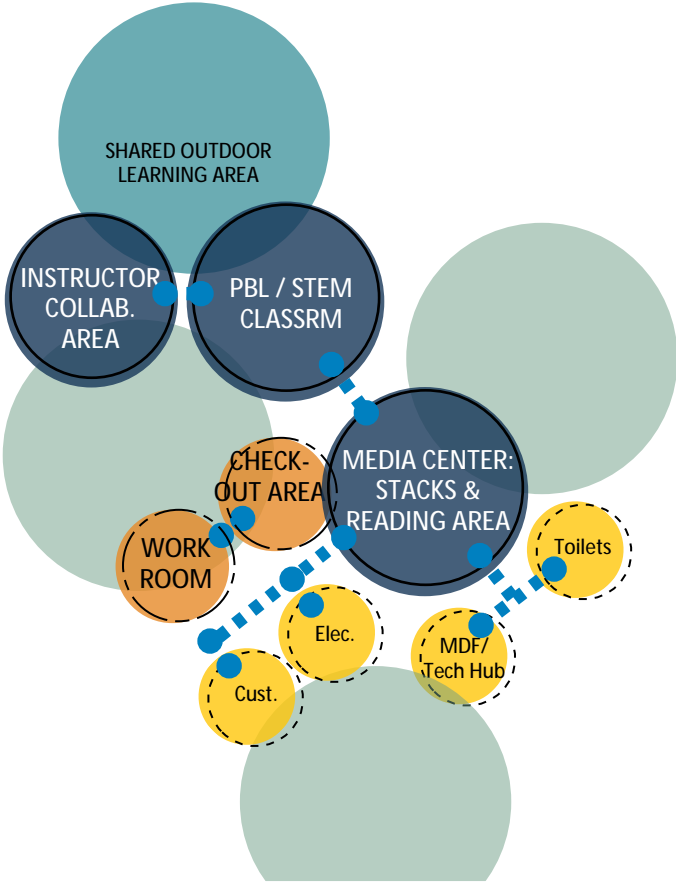 SHARED OUTDOOR
LEARNING AREA
INSTRUCTOR
COLLAB.
AREA
PBL / STEM
CLASSRM
CHECK-
OUT AREA
MEDIA CENTER:
STACKS &
READING AREA
WORK
ROOM
Toilets
Elec.
MDF/
Tech Hub
Cust.